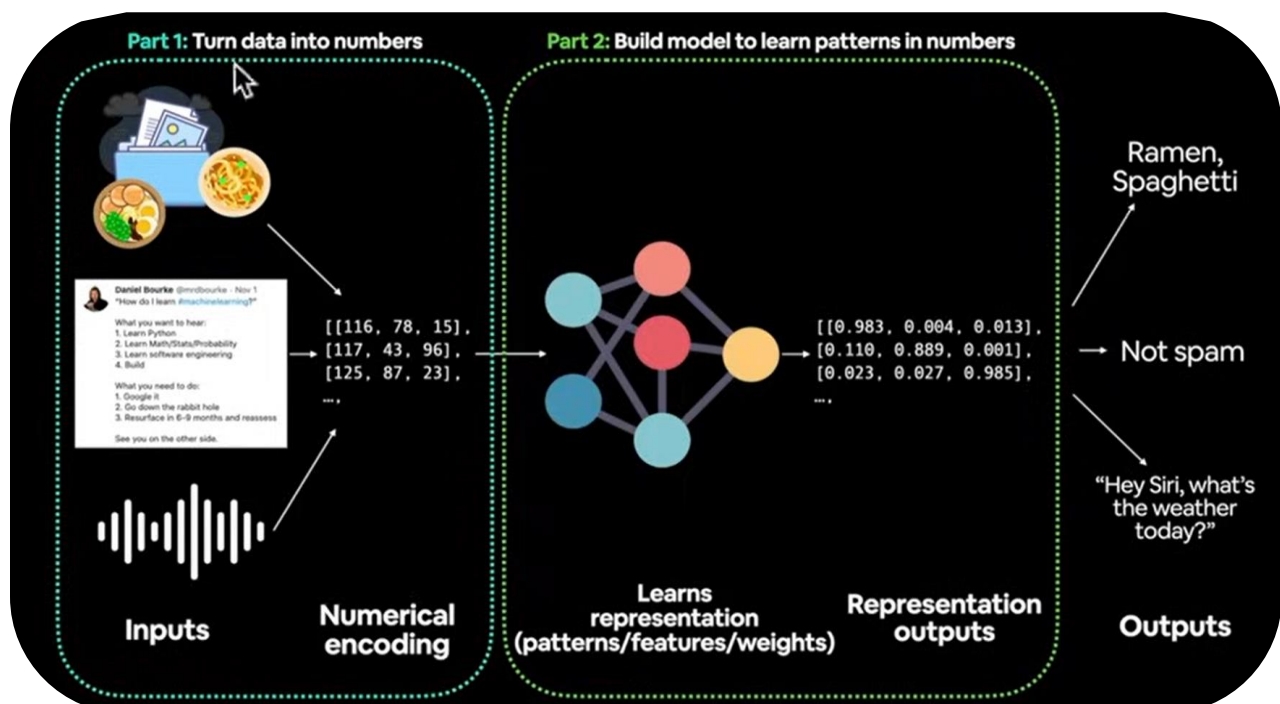 Part 1: Turn data into numbers
Part 2: Build model to learn patterns in numbers
Daniel Bourke @mrdbourke · Nov 1
"How do I learn #machinelearning?"
What you want to hear:
1. Learn Python
2. Learn Math/Stats/Probability
3. Learn software engineering
4. Build
What you need to do:
1. Google it
2. Go down the rabbit hole
3. Resurface in 6-9 months and reassess
See you on the other side.
Inputs
[[116, 78, 15],
[117, 43, 96],
[125, 87, 23],
…,
Numerical
encoding
Learns
representation
(patterns/features/weights)
[[0.983, 0.004, 0.013],
[0.110, 0.889, 0.001],
[0.023, 0.027, 0.985],
…,
Representation
outputs
Ramen,
Spaghetti
Not spam
“Hey Siri, what’s
the weather
today?”
Outputs